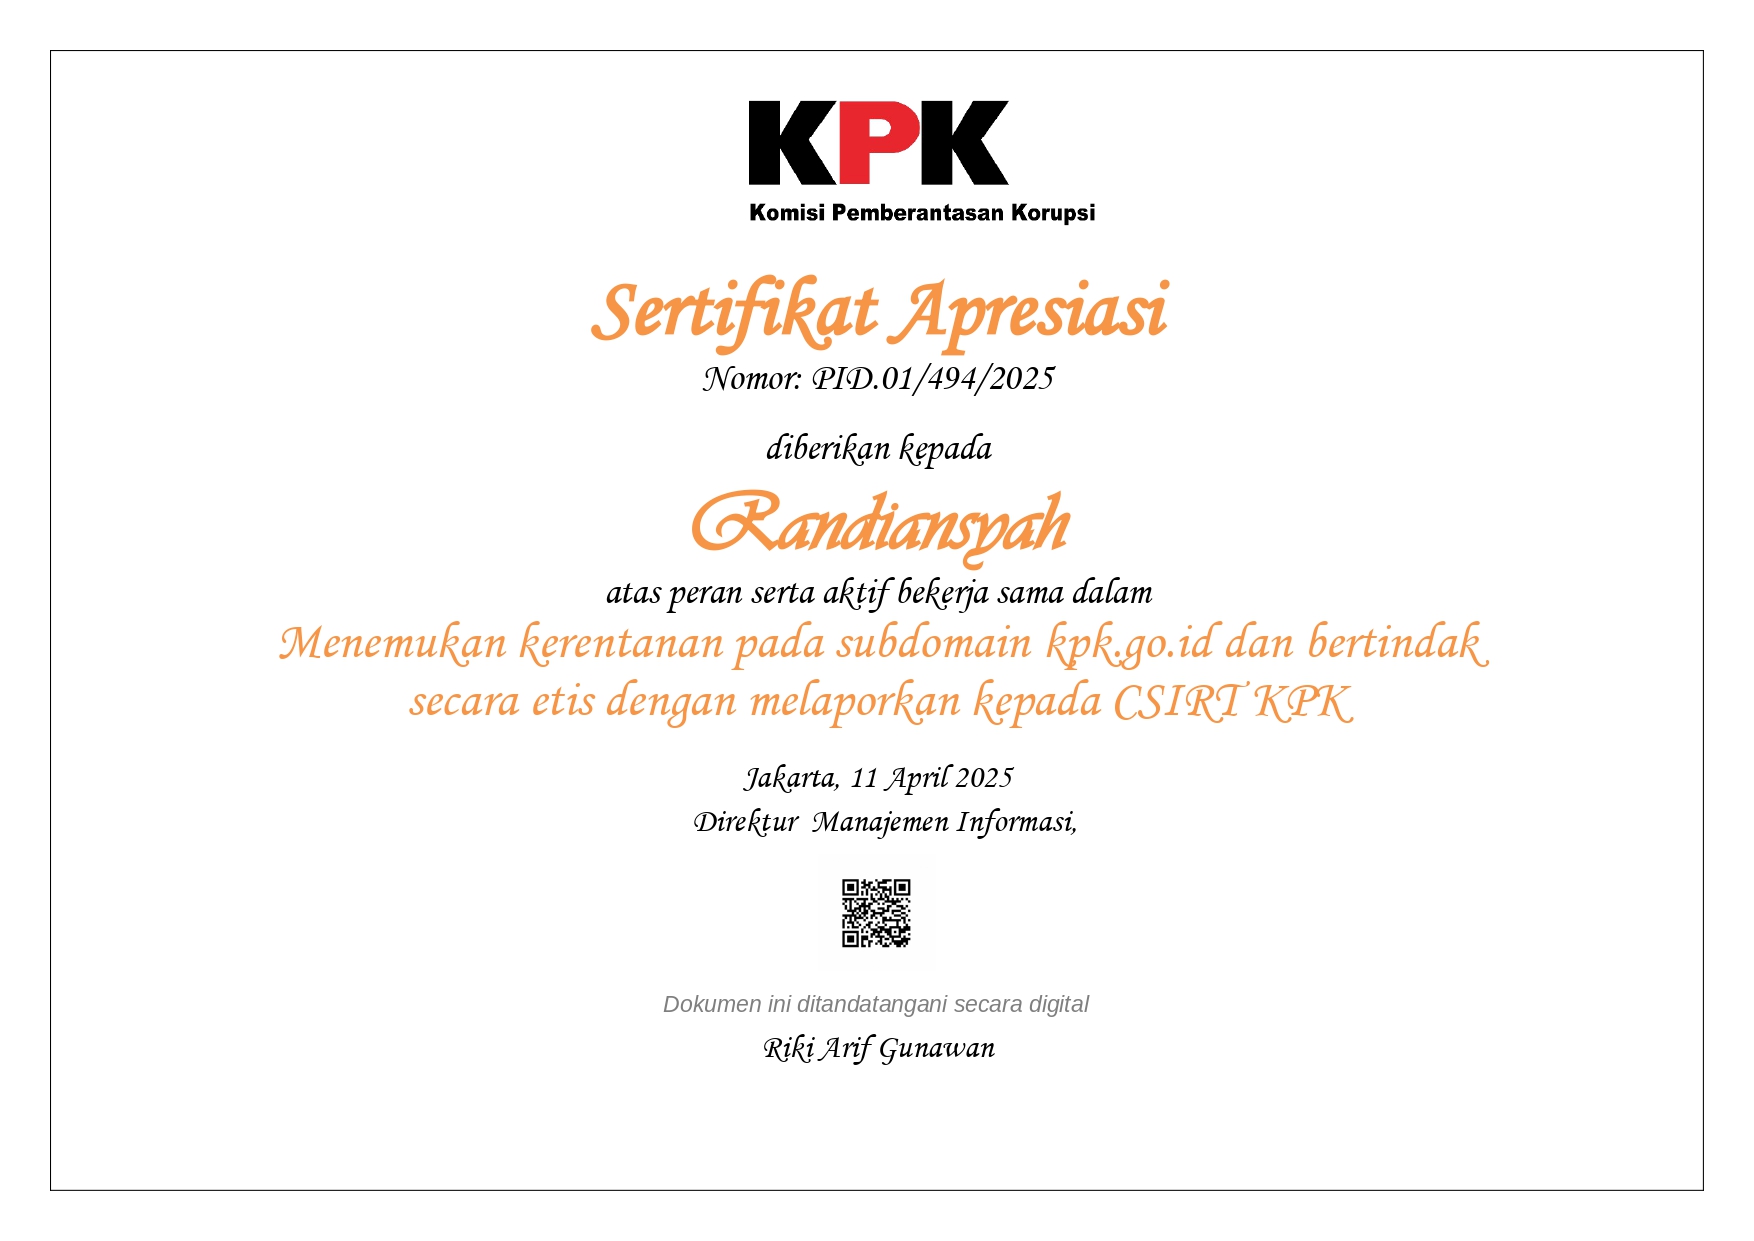 KPK
Komisi Pemberantasan Korupsi
Sertifikat Apresiasi
Nomor: PID.01/494/2025
diberikan kepada
Randiansyah
atas peran serta aktif bekerja sama dalam
Menemukan kerentanan pada subdomain kpk.go.id dan bertindak
secara etis dengan melaporkan kepada CSIRT KPK
Jakarta, 11 April 2025
Direktur Manajemen Informasi,
Dokumen ini ditandatangani secara digital
Riki Arif Gunawan